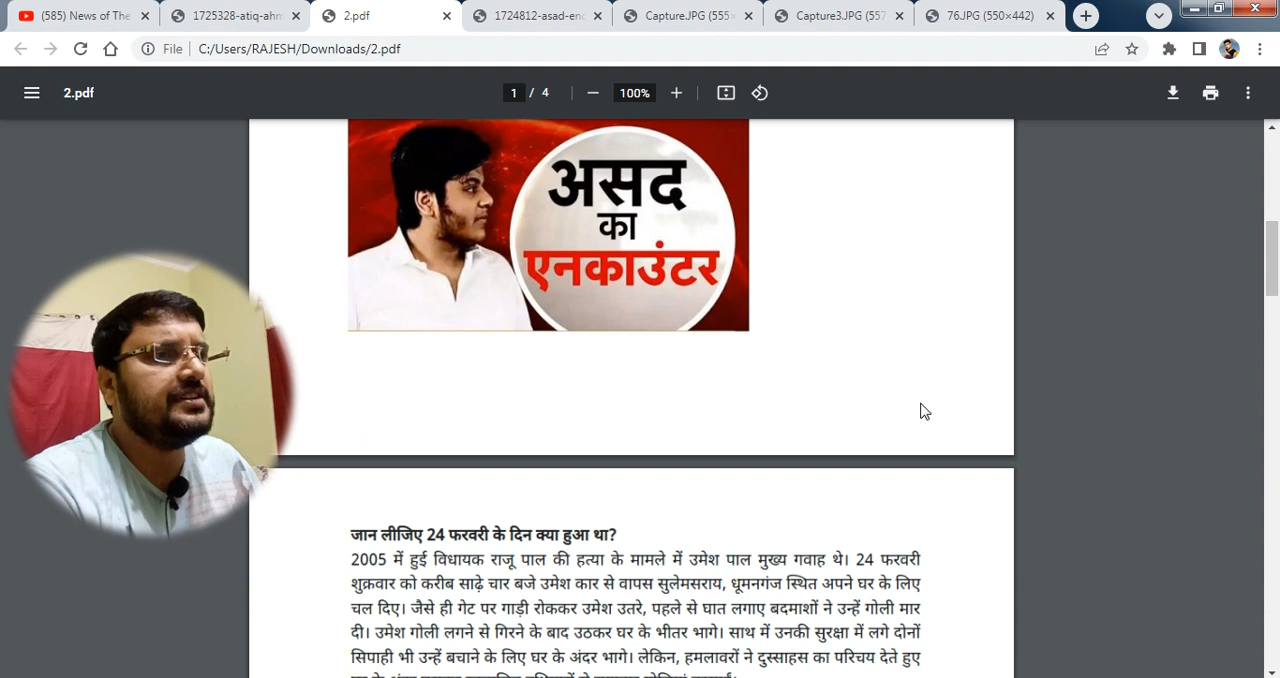 (585) News of The
1725328-atiq-ahm
2.pdf
1724812-asad-enc
Capture.JPG (555×
Capture3.JPG (557
76.JPG (550×442)
File C:/Users/RAJESH/Downloads/2.pdf
2.pdf
1 / 4
100%
असद
का
एनकाउंटर
जान लीजिए 24 फरवरी के दिन क्या हुआ था?
2005 में हुई विधायक राजू पाल की हत्या के मामले में उमेश पाल मुख्य गवाह थे। 24 फरवरी
शुक्रवार को करीब साढ़े चार बजे उमेश कार से वापस सुलेमसराय, धूमनगंज स्थित अपने घर के लिए
चल दिए। जैसे ही गेट पर गाड़ी रोककर उमेश उतरे, पहले से घात लगाए बदमाशों ने उन्हें गोली मार
दी। उमेश गोली लगने से गिरने के बाद उठकर घर के भीतर भागे। साथ में उनकी सुरक्षा में लगे दोनों
सिपाही भी उन्हें बचाने के लिए घर के अंदर भागे। लेकिन, हमलावरों ने दुस्साहस का परिचय देते हुए